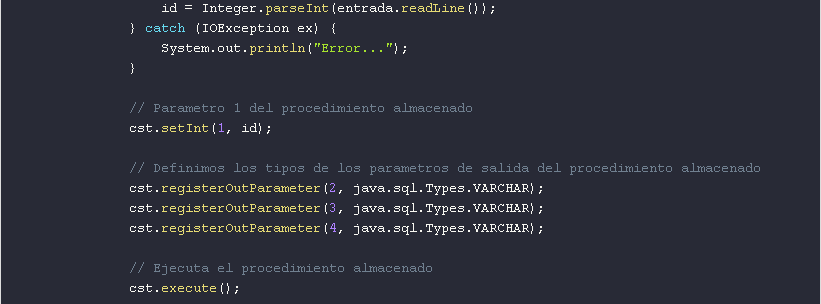 id = Integer.parseInt(entrada.readLine());
} catch (IOException ex) {
System.out.println("Error...");
}
// Parametro 1 del procedimiento almacenado
cst.setInt(1, id);
// Definimos los tipos de los parametros de salida del procedimiento almacenado
cst.registerOutParameter(2, java.sql.Types.VARCHAR);
cst.registerOutParameter(3, java.sql.Types.VARCHAR);
cst.registerOutParameter(4, java.sql.Types.VARCHAR);
// Ejecuta el procedimiento almacenado
cst.execute();